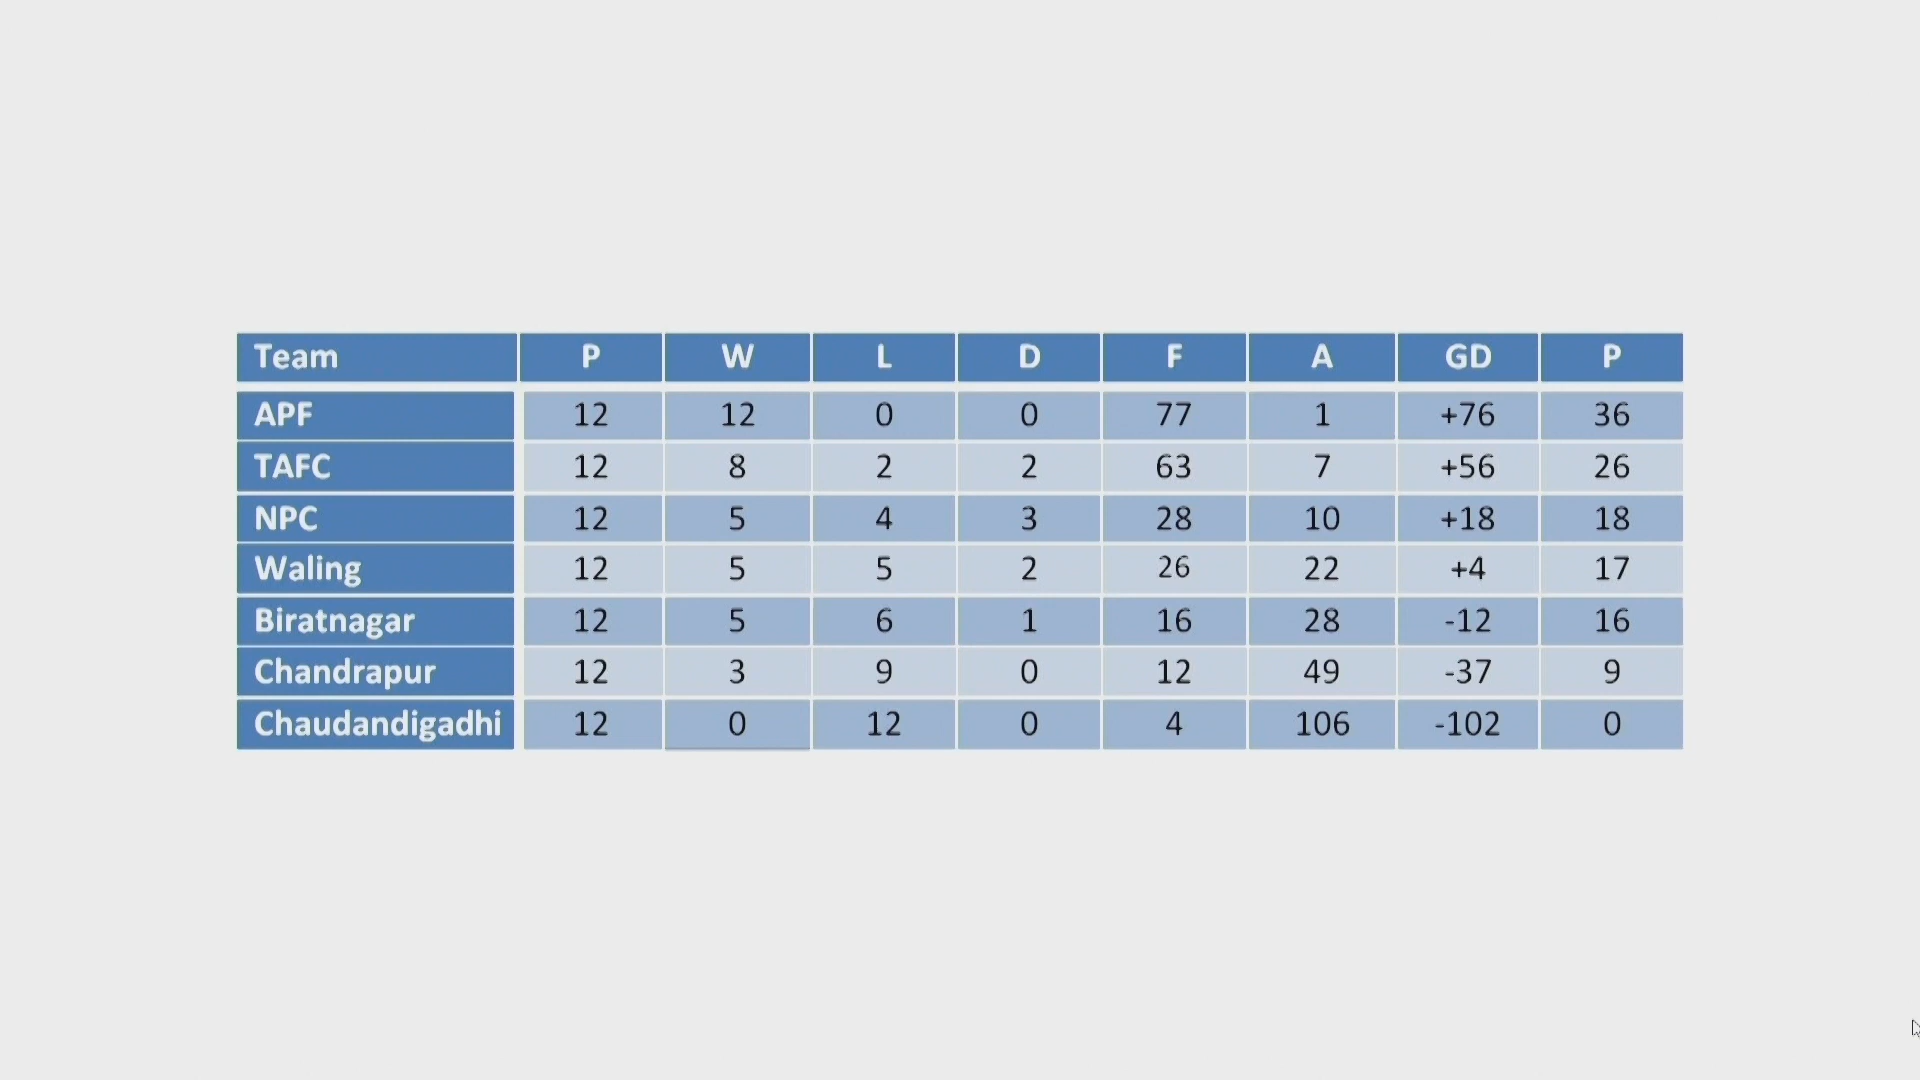 Team P W L D F A GD P
APF 12 12 0 0 77 1 +76 36
TAFC 12 8 2 2 63 7 +56 26
NPC 12 5 4 3 28 10 +18 18
Waling 12 5 5 2 26 22 +4 17
Biratnagar 12 5 6 1 16 28 -12 16
Chandrapur 12 3 9 0 12 49 -37 9
Chaudandigadhi 12 0 12 0 4 106 -102 0